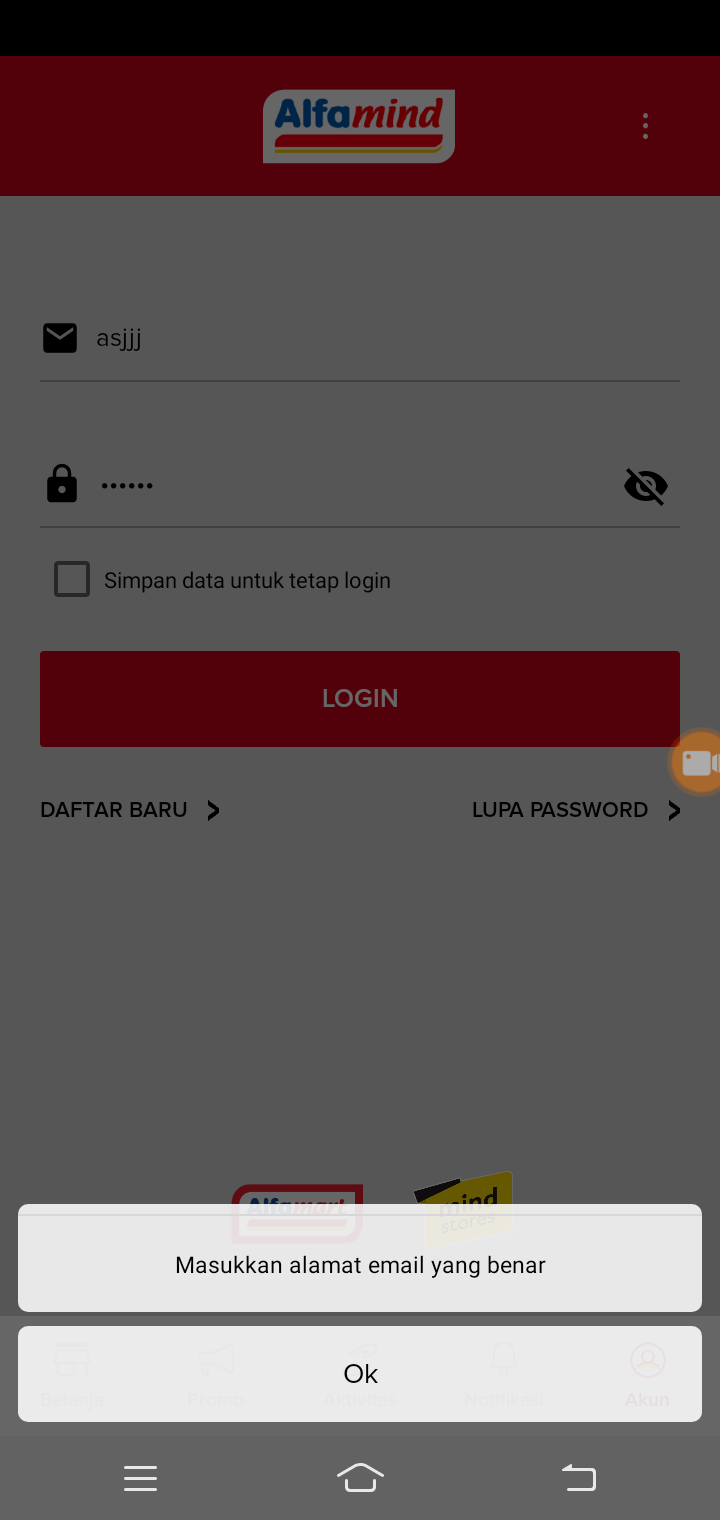 Alfamind
asjjj
••••••
Simpan data untuk tetap login
LOGIN
DAFTAR BARU
LUPA PASSWORD
Alfamart
mind
stores
Masukkan alamat email yang benar
Ok
Belanja
Promo
Aktivitas
Notifikasi
Akun